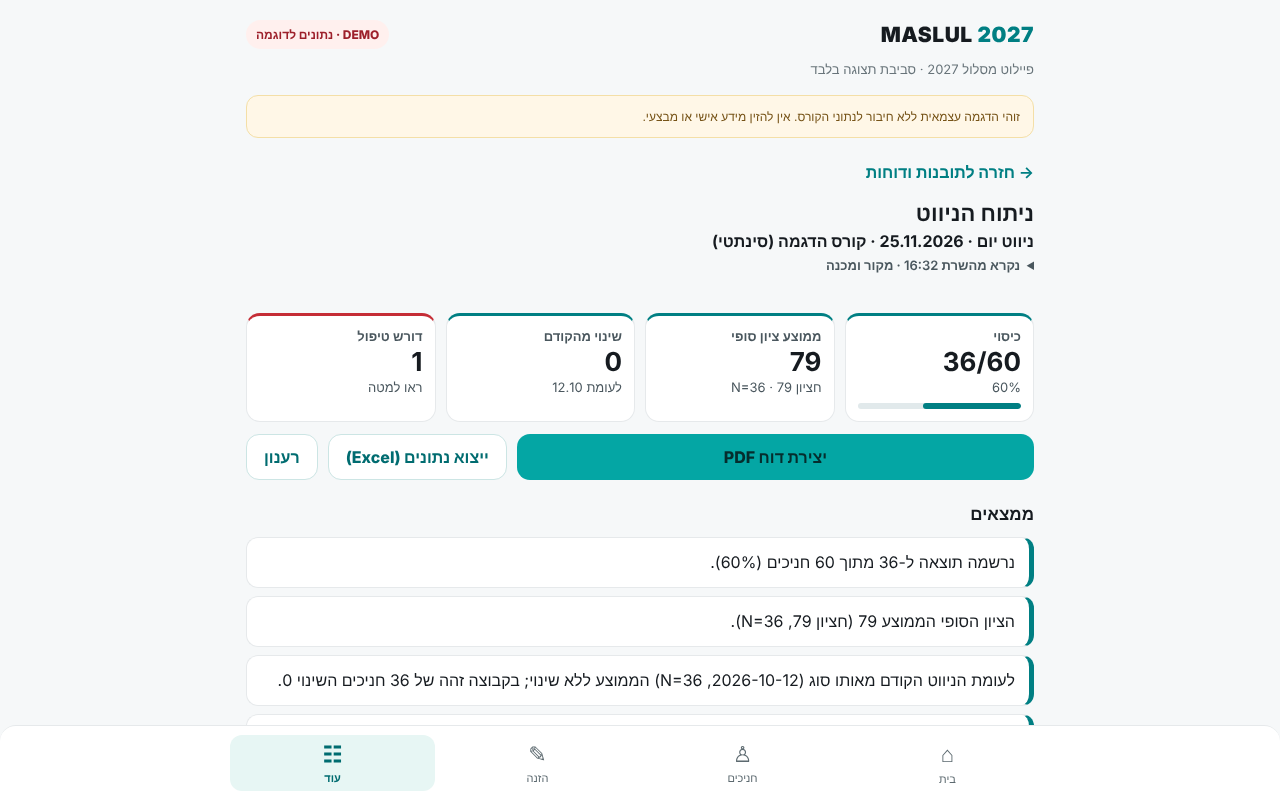 MASLUL 2027
DEMO · נתונים לדוגמה
פיילוט מסלול 2027 · סביבת תצוגה בלבד
זוהי הדגמה עצמאית ללא חיבור לנתוני הקורס. אין להזין מידע אישי או מבצעי.
→ חזרה לתובנות ודוחות
ניתוח הניווט
ניווט יום · 25.11.2026 · קורס הדגמה (סינתטי)
נקרא מהשרת 16:32 · מקור ומכנה
כיסוי
36/60
60%
ממוצע ציון סופי
79
חציון 79 · N=36
שינוי מהקודם
0
לעומת 12.10
דורש טיפול
1
ראו למטה
יצירת דוח PDF
ייצוא נתונים (Excel)
רענון
ממצאים
נרשמה תוצאה ל-36 מתוך 60 חניכים (60%).
הציון הסופי הממוצע 79 (חציון 79, N=36).
לעומת הניווט הקודם מאותו סוג (2026-10-12, N=36) הממוצע ללא שינוי; בקבוצה זהה של 36 חניכים השינוי 0.
בית
חניכים
הזנה
עוד